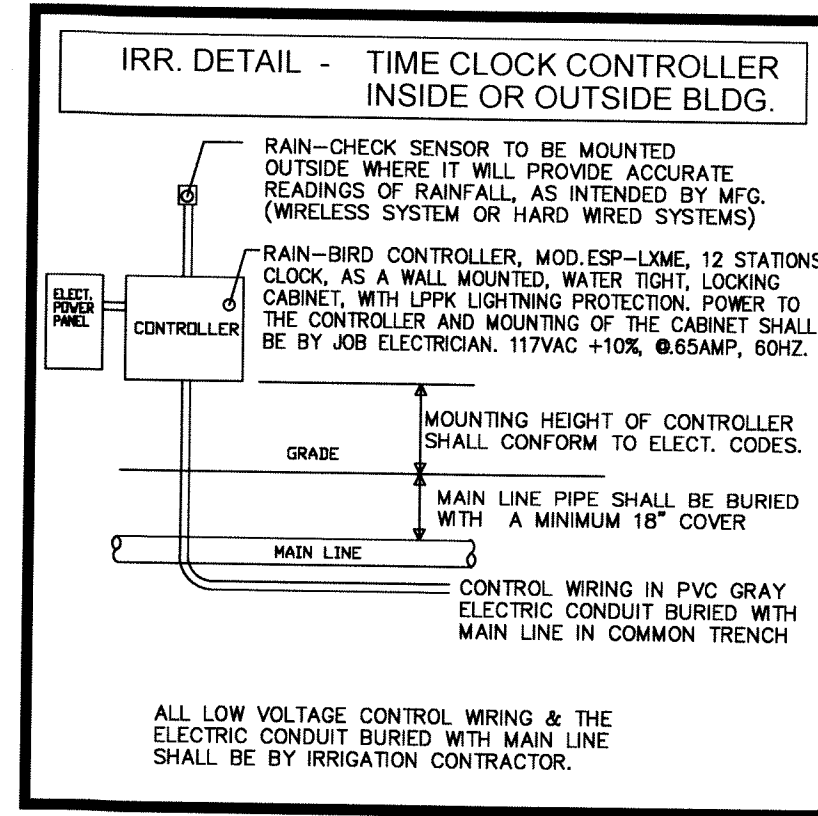 IRR. DETAIL - TIME CLOCK CONTROLLER
INSIDE OR OUTSIDE BLDG.
RAIN-CHECK SENSOR TO BE MOUNTED
OUTSIDE WHERE IT WILL PROVIDE ACCURATE
READINGS OF RAINFALL, AS INTENDED BY MFG.
(WIRELESS SYSTEM OR HARD WIRED SYSTEMS)
RAIN-BIRD CONTROLLER, MOD.ESP-LXME, 12 STATIONS
CLOCK, AS A WALL MOUNTED, WATER TIGHT, LOCKING
CABINET, WITH LPPK LIGHTNING PROTECTION. POWER TO
THE CONTROLLER AND MOUNTING OF THE CABINET SHALL
BE BY JOB ELECTRICIAN. 117VAC +10%, @.65AMP, 60HZ.
ELECT.
POWER
PANEL
CONTROLLER
MOUNTING HEIGHT OF CONTROLLER
SHALL CONFORM TO ELECT. CODES.
GRADE
MAIN LINE PIPE SHALL BE BURIED
WITH A MINIMUM 18" COVER
MAIN LINE
CONTROL WIRING IN PVC GRAY
ELECTRIC CONDUIT BURIED WITH
MAIN LINE IN COMMON TRENCH
ALL LOW VOLTAGE CONTROL WIRING & THE
ELECTRIC CONDUIT BURIED WITH MAIN LINE
SHALL BE BY IRRIGATION CONTRACTOR.